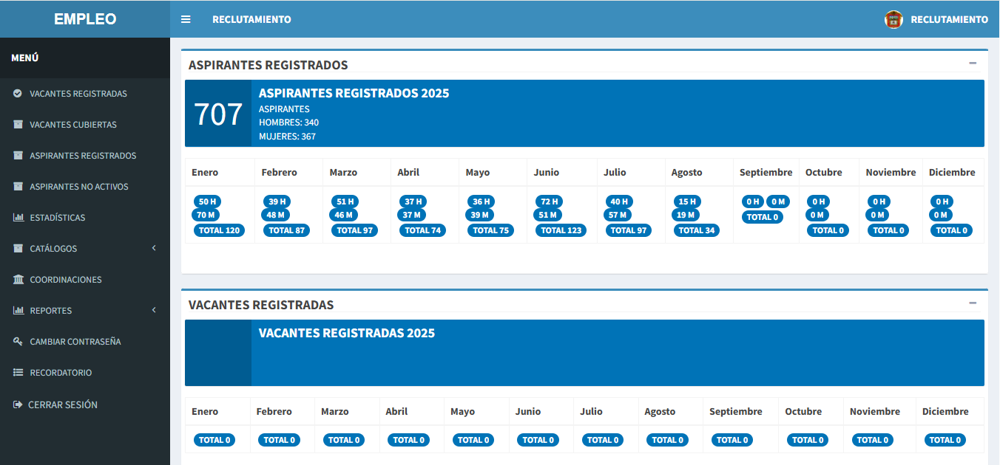 EMPLEO
RECLUTAMIENTO
RECLUTAMIENTO
MENÚ
VACANTES REGISTRADAS
VACANTES CUBIERTAS
ASPIRANTES REGISTRADOS
ASPIRANTES NO ACTIVOS
ESTADÍSTICAS
CATÁLOGOS
COORDINACIONES
REPORTES
CAMBIAR CONTRASEÑA
RECORDATORIO
CERRAR SESIÓN
ASPIRANTES REGISTRADOS
707
ASPIRANTES REGISTRADOS 2025
ASPIRANTES
HOMBRES: 340
MUJERES: 367
Enero Febrero Marzo Abril Mayo Junio Julio Agosto Septiembre Octubre Noviembre Diciembre
50 H 39 H 51 H 37 H 36 H 72 H 40 H 15 H 0 H 0 M 0 H 0 H 0 H
70 M 48 M 46 M 37 M 39 M 51 M 57 M 19 M TOTAL 0 0 M 0 M 0 M
TOTAL 120 TOTAL 87 TOTAL 97 TOTAL 74 TOTAL 75 TOTAL 123 TOTAL 97 TOTAL 34 TOTAL 0 TOTAL 0 TOTAL 0
VACANTES REGISTRADAS
VACANTES REGISTRADAS 2025
Enero Febrero Marzo Abril Mayo Junio Julio Agosto Septiembre Octubre Noviembre Diciembre
TOTAL 0 TOTAL 0 TOTAL 0 TOTAL 0 TOTAL 0 TOTAL 0 TOTAL 0 TOTAL 0 TOTAL 0 TOTAL 0 TOTAL 0 TOTAL 0